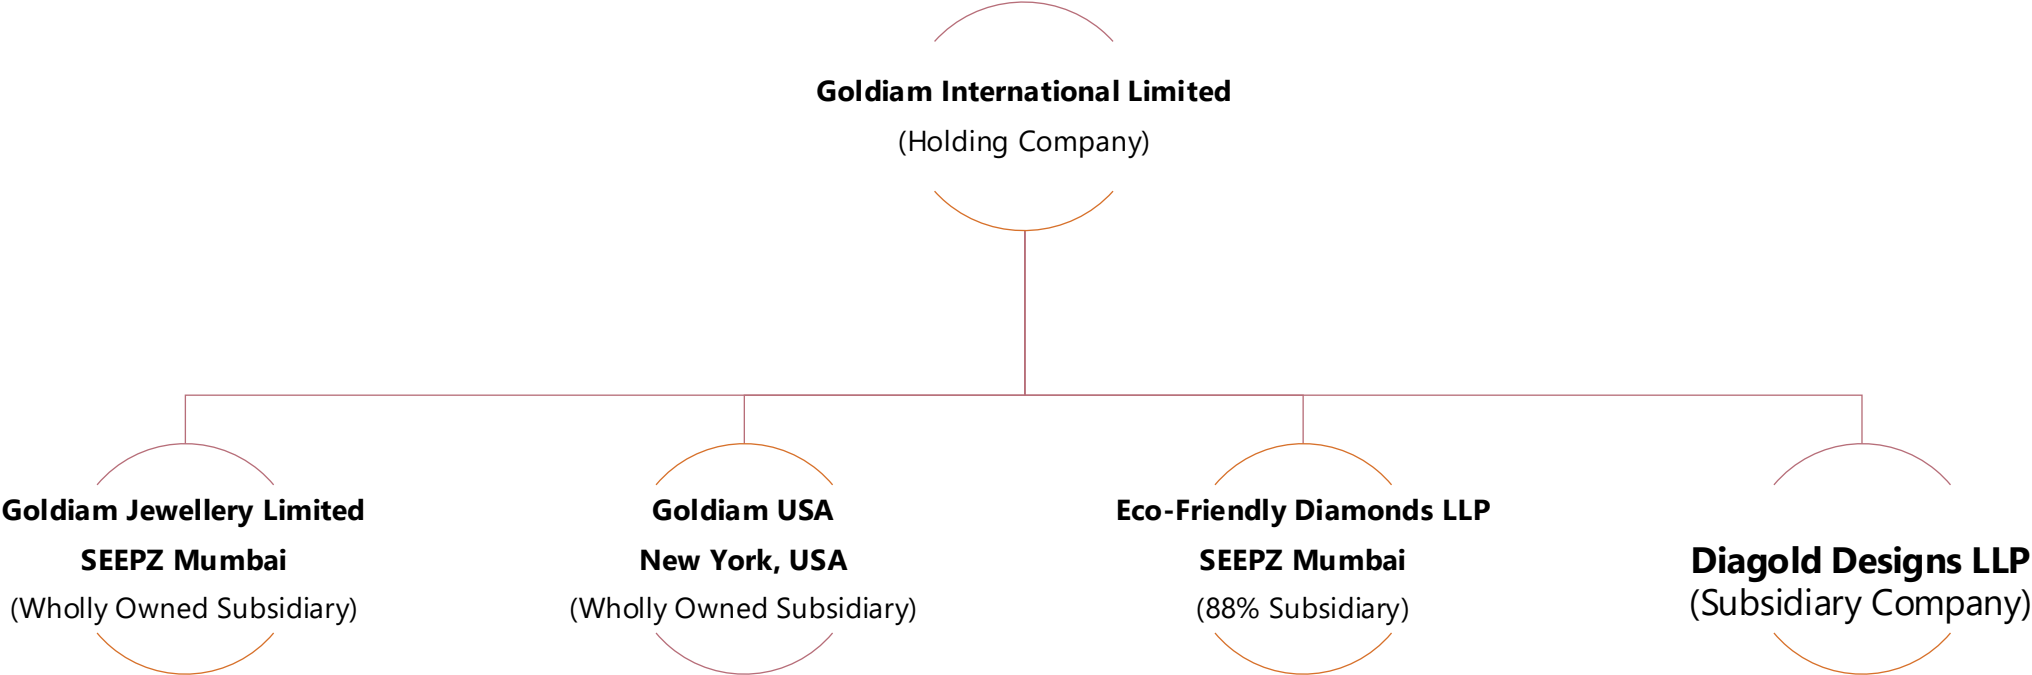 Goldiam International Limited
(Holding Company)
Goldiam Jewellery Limited
SEEPZ Mumbai
(Wholly Owned Subsidiary)
Goldiam USA
New York, USA
(Wholly Owned Subsidiary)
Eco-Friendly Diamonds LLP
SEEPZ Mumbai
(88% Subsidiary)
Diagold Designs LLP
(Subsidiary Company)